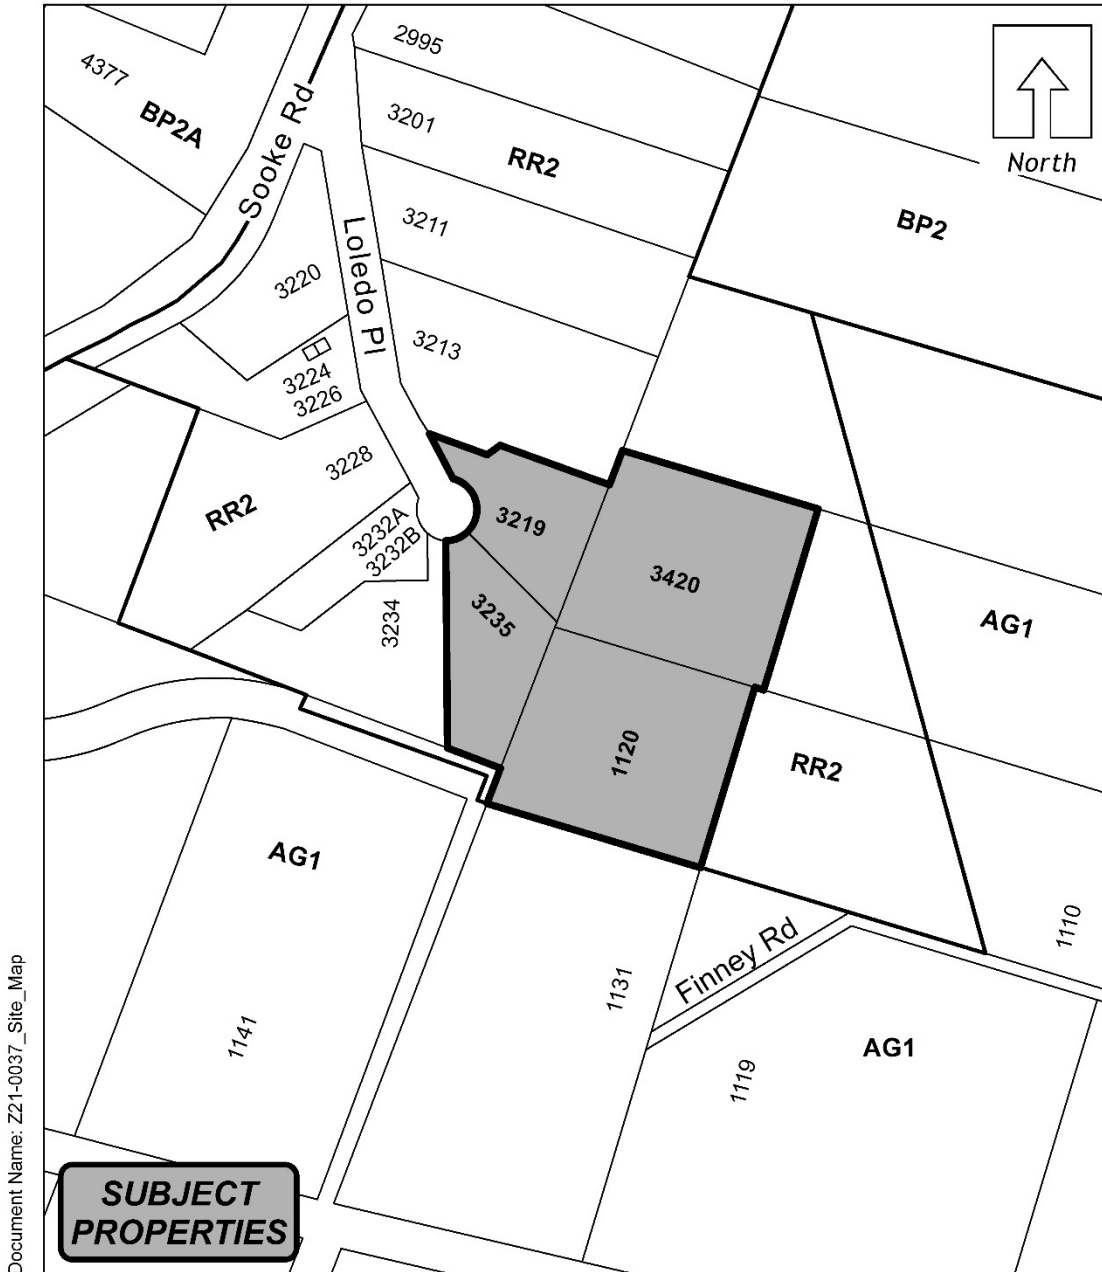 2995
4377
BP2A
3201
RR2
North
Sooke Rd
BP2
3211
Loledo Pl
3220
3213
3224
3226
3228
RR2
3219
3232A
3232B
3420
3234
3235
AG1
1120
RR2
AG1
1110
Finney Rd
1131
1141
AG1
1119
SUBJECT
PROPERTIES
Document Name: Z21-0037_Site_Map